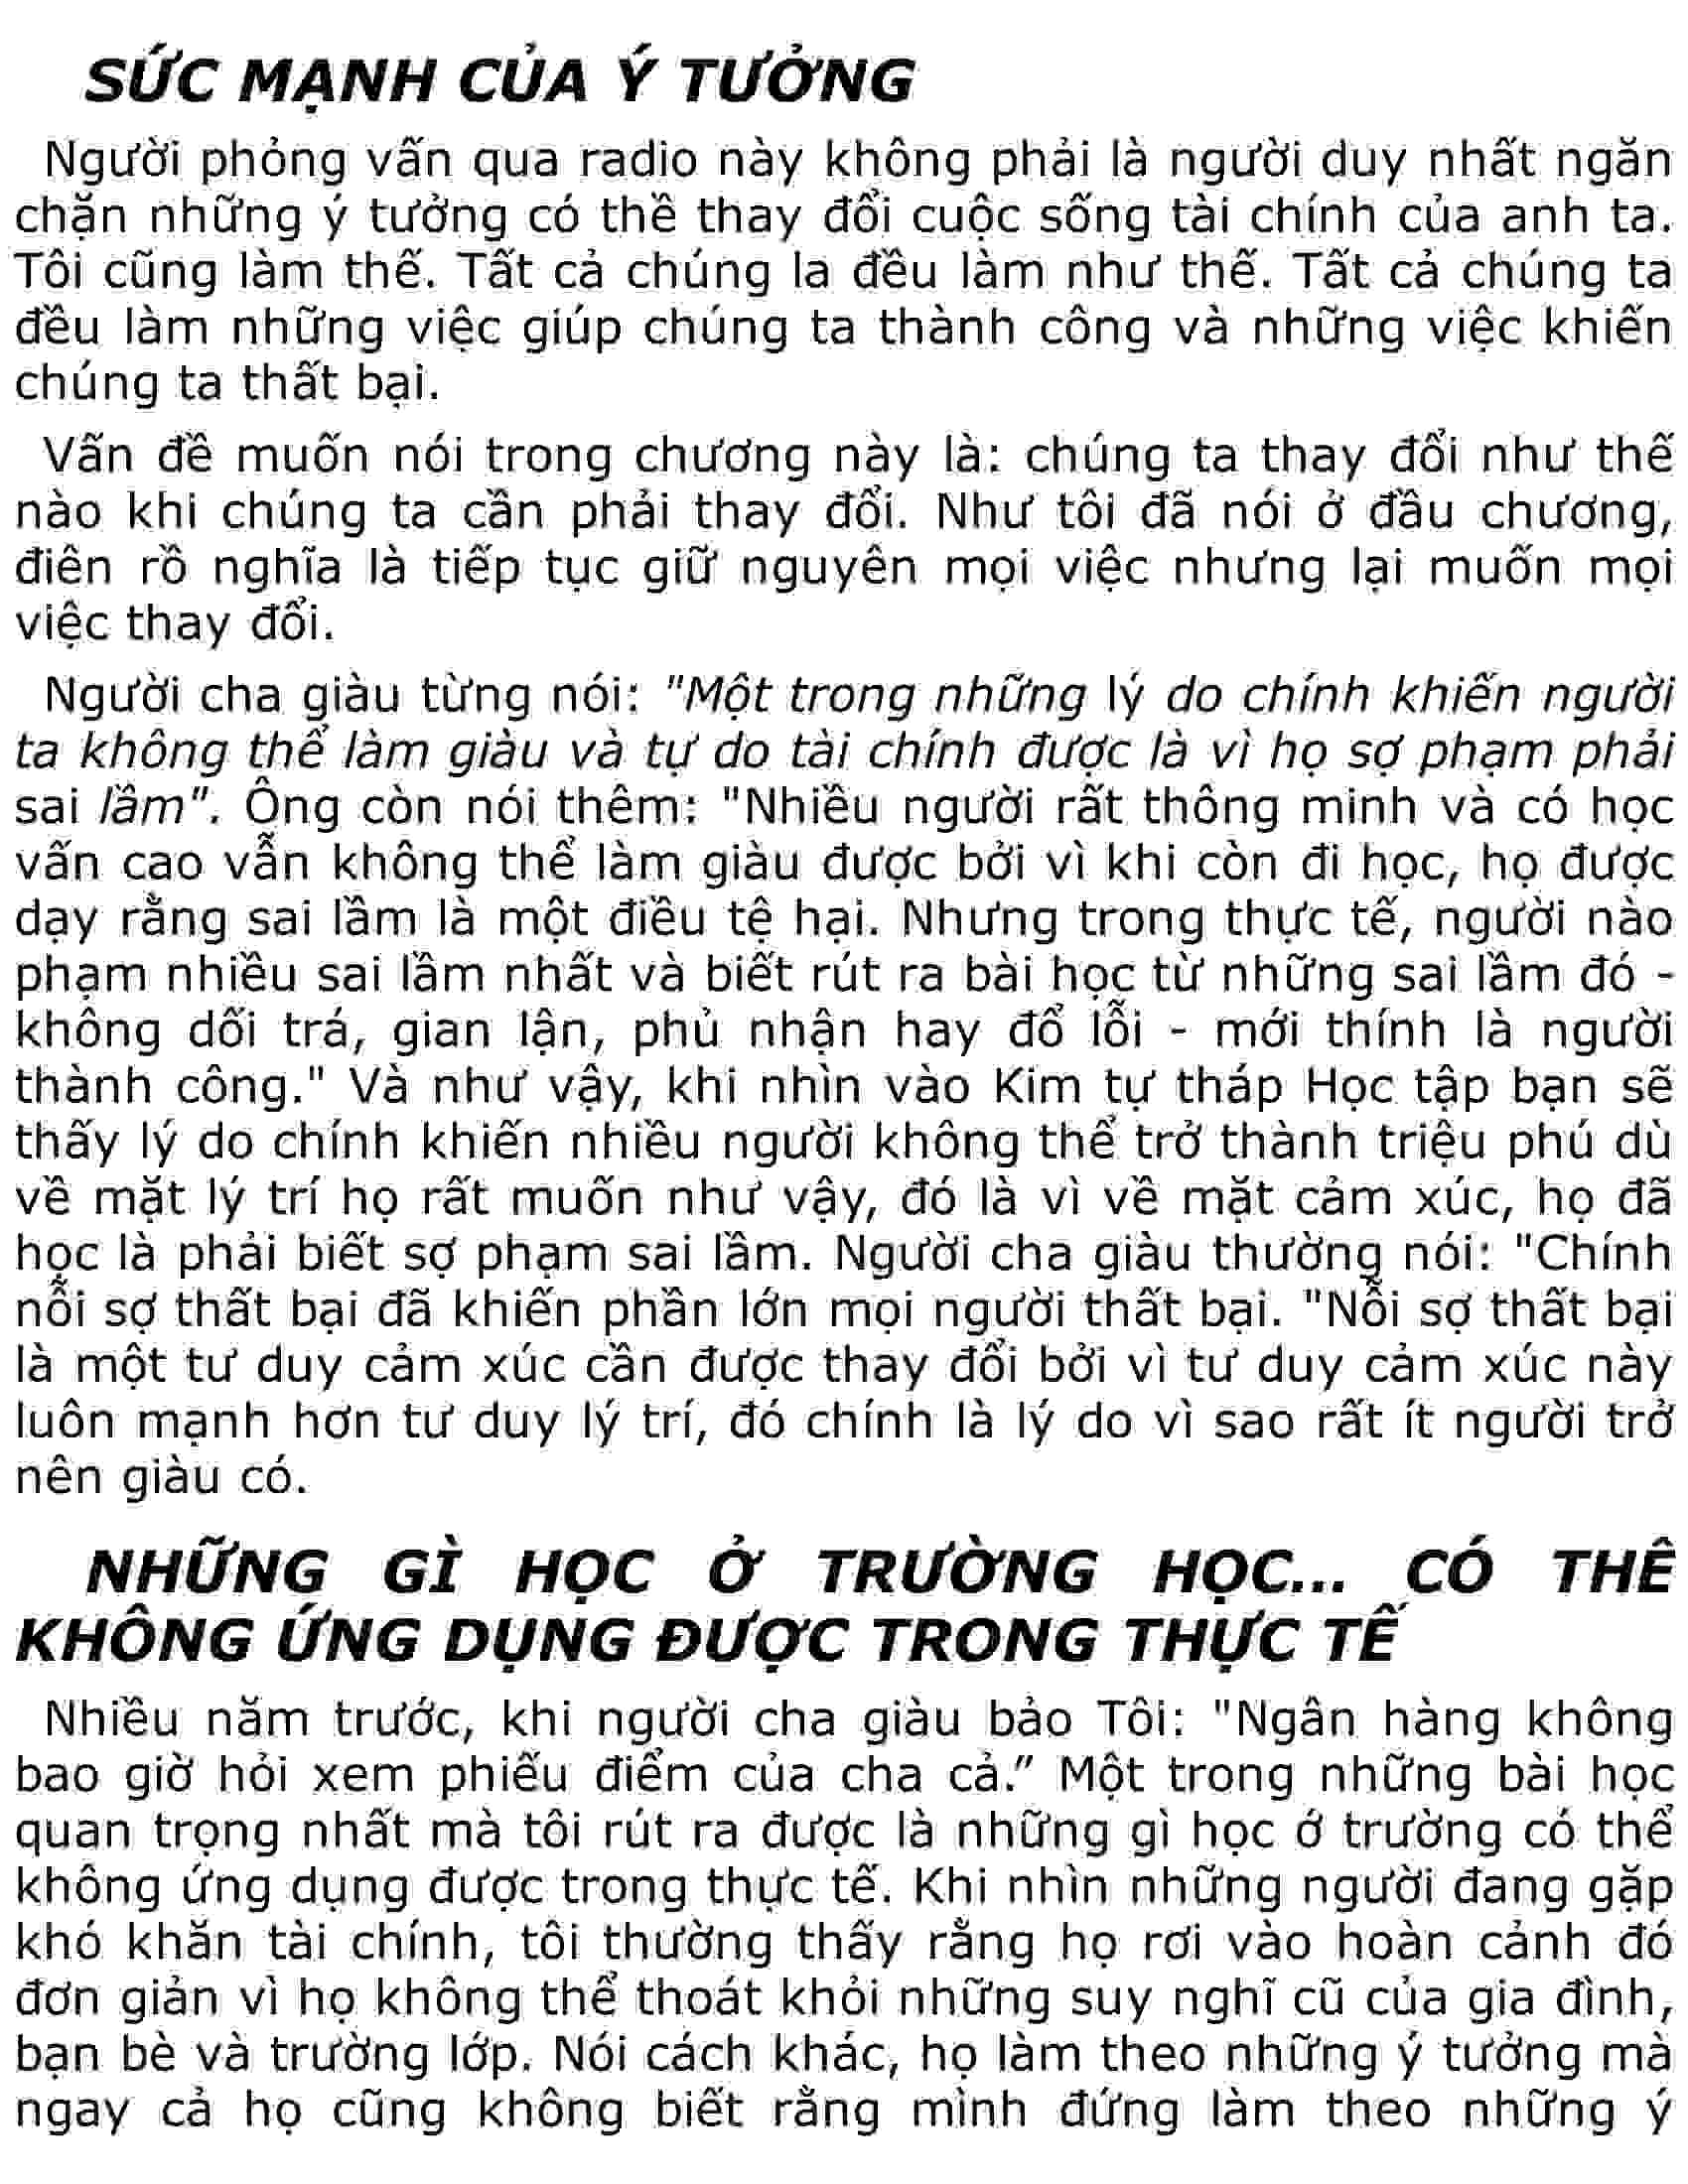 SỨC MẠNH CỦA Ý TƯỞNG
Người phỏng vấn qua radio này không phải là người duy nhất ngăn
chặn những ý tưởng có thề thay đổi cuộc sống tài chính của anh ta.
Tôi cũng làm thế. Tất cả chúng la đều làm như thế. Tất cả chúng ta
đều làm những việc giúp chúng ta thành công và những việc khiến
chúng ta thất bại.
Vấn đề muốn nói trong chương này là: chúng ta thay đổi như thế
nào khi chúng ta cần phải thay đổi. Như tôi đã nói ở đầu chương,
điên rồ nghĩa là tiếp tục giữ nguyên mọi việc nhưng lại muốn mọi
việc thay đổi.
Người cha giàu từng nói: "Một trong những lý do chính khiến người
ta không thể làm giàu và tự do tài chính được là vì họ sợ phạm phải
sai lầm". Ông còn nói thêm: "Nhiều người rất thông minh và có học
vấn cao vẫn không thể làm giàu được bởi vì khi còn đi học, họ được
dạy rằng sai lầm là một điều tệ hại. Nhưng trong thực tế, người nào
phạm nhiều sai lầm nhất và biết rút ra bài học từ những sai lầm đó -
không dối trá, gian lận, phủ nhận hay đổ lỗi - mới thính là người
thành công." Và như vậy, khi nhìn vào Kim tự tháp Học tập bạn sẽ
thấy lý do chính khiến nhiều người không thể trở thành triệu phú dù
về mặt lý trí họ rất muốn như vậy, đó là vì về mặt cảm xúc, họ đã
học là phải biết sợ phạm sai lầm. Người cha giàu thường nói: "Chính
nỗi sợ thất bại đã khiến phần lớn mọi người thất bại. "Nỗi sợ thất bại
là một tư duy cảm xúc cần được thay đổi bởi vì tư duy cảm xúc này
luôn mạnh hơn tư duy lý trí, đó chính là lý do vì sao rất ít người trở
nên giàu có.
NHỮNG GÌ HỌC Ở TRƯỜNG HỌC... CÓ THÊ
KHÔNG ỨNG DỤNG ĐƯỢC TRONG THỰC TẾ
Nhiều năm trước, khi người cha giàu bảo Tôi: "Ngân hàng không
bao giờ hỏi xem phiếu điểm của cha cả.” Một trong những bài học
quan trọng nhất mà tôi rút ra được là những gì học ớ trường có thể
không ứng dụng được trong thực tế. Khi nhìn những người đang gặp
khó khăn tài chính, tôi thường thấy rằng họ rơi vào hoàn cảnh đó
đơn giản vì họ không thể thoát khỏi những suy nghĩ cũ của gia đình,
bạn bè và trường lớp. Nói cách khác, họ làm theo những ý tưởng mà
ngay cả họ cũng không biết rằng mình đứng làm theo những ý